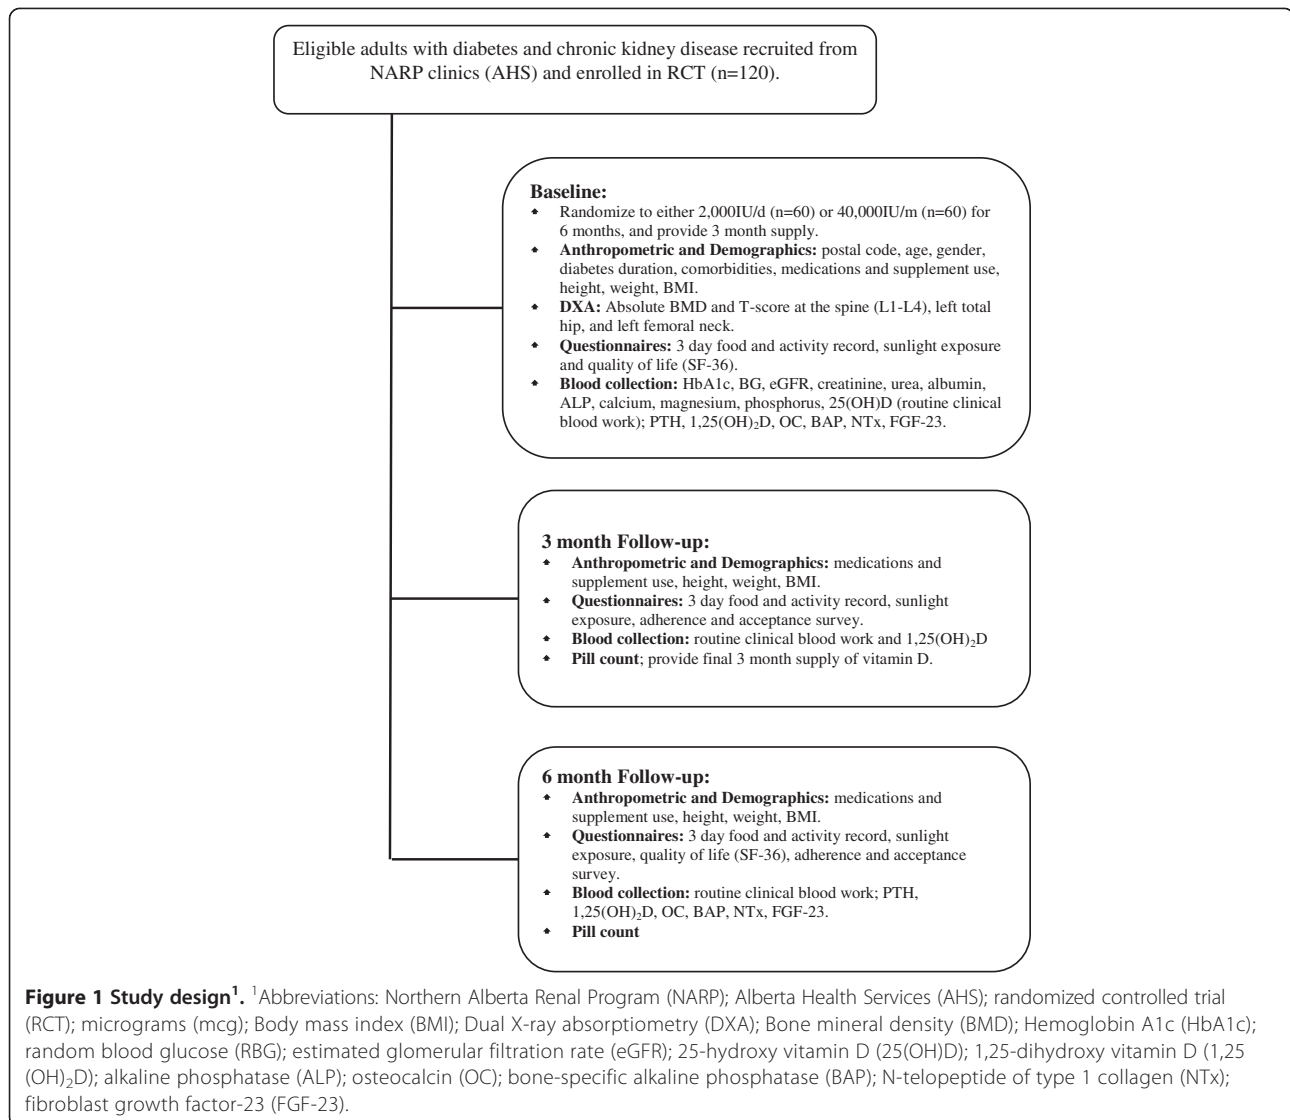 Eligible adults with diabetes and chronic kidney disease recruited from
NARP clinics (AHS) and enrolled in RCT (n=120).
Baseline:
Randomize to either 2,000IU/d (n=60) or 40,000IU/m (n=60) for
6 months, and provide 3 month supply.
Anthropometric and Demographics: postal code, age, gender,
diabetes duration, comorbidities, medications and supplement use,
height, weight, BMI.
DXA: Absolute BMD and T-score at the spine (L1-L4), left total
hip, and left femoral neck.
Questionnaires: 3 day food and activity record, sunlight exposure
and quality of life (SF-36).
Blood collection: HbA1c, BG, eGFR, creatinine, urea, albumin,
ALP, calcium, magnesium, phosphorus, 25(OH)D (routine clinical
blood work); PTH, 1,25(OH)₂D, OC, BAP, NTx, FGF-23.
3 month Follow-up:
Anthropometric and Demographics: medications and
supplement use, height, weight, BMI.
Questionnaires: 3 day food and activity record, sunlight
exposure, adherence and acceptance survey.
Blood collection: routine clinical blood work and 1,25(OH)₂D
Pill count; provide final 3 month supply of vitamin D.
6 month Follow-up:
Anthropometric and Demographics: medications and
supplement use, height, weight, BMI.
Questionnaires: 3 day food and activity record, sunlight
exposure, quality of life (SF-36), adherence and acceptance
survey.
Blood collection: routine clinical blood work; PTH,
1,25(OH)₂D, OC, BAP, NTx, FGF-23.
Pill count
Figure 1 Study design¹. ¹Abbreviations: Northern Alberta Renal Program (NARP); Alberta Health Services (AHS); randomized controlled trial
(RCT); micrograms (mcg); Body mass index (BMI); Dual X-ray absorptiometry (DXA); Bone mineral density (BMD); Hemoglobin A1c (HbA1c);
random blood glucose (RBG); estimated glomerular filtration rate (eGFR); 25-hydroxy vitamin D (25(OH)D); 1,25-dihydroxy vitamin D (1,25
(OH)₂D); alkaline phosphatase (ALP); osteocalcin (OC); bone-specific alkaline phosphatase (BAP); N-telopeptide of type 1 collagen (NTx);
fibroblast growth factor-23 (FGF-23).